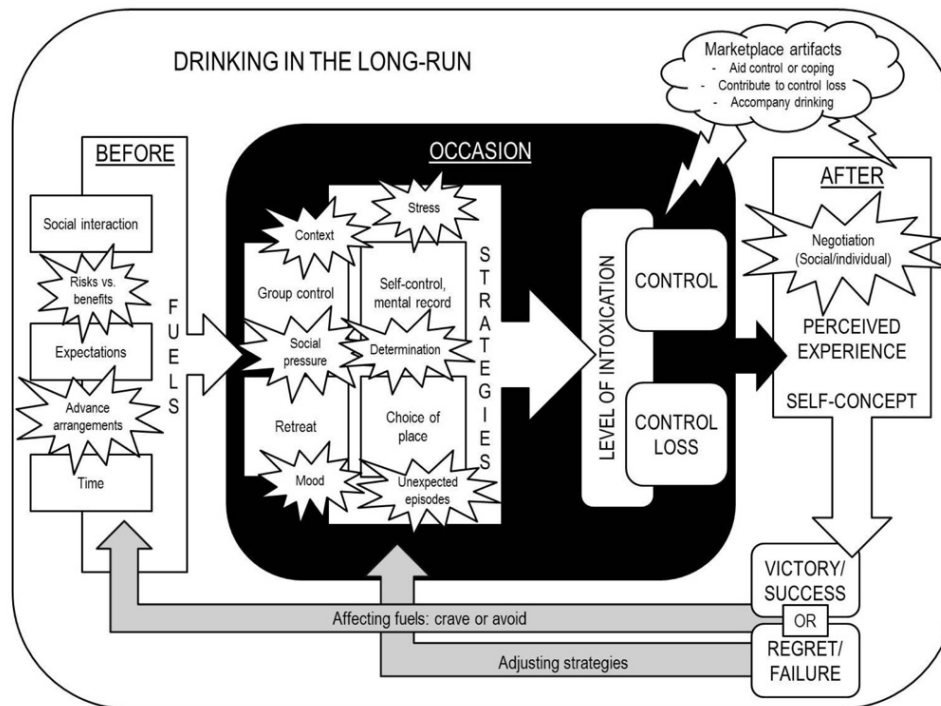 DRINKING IN THE LONG-RUN
Marketplace artifacts
- Aid control or coping
- Contribute to control loss
- Accompany drinking
BEFORE
Social interaction
Risks vs.
benefits
Expectations
Advance
arrangements
Time
FUELS
OCCASION
Context
Stress
Group control
Self-control,
mental record
Social
pressure
Determination
Retreat
Choice of
place
Mood
Unexpected
episodes
STRATEGIES
LEVEL OF INTOXICATION
CONTROL
CONTROL
LOSS
AFTER
Negotiation
(Social/individual)
PERCEIVED
EXPERIENCE
SELF-CONCEPT
VICTORY/
SUCCESS
OR
REGRET/
FAILURE
Affecting fuels: crave or avoid
Adjusting strategies